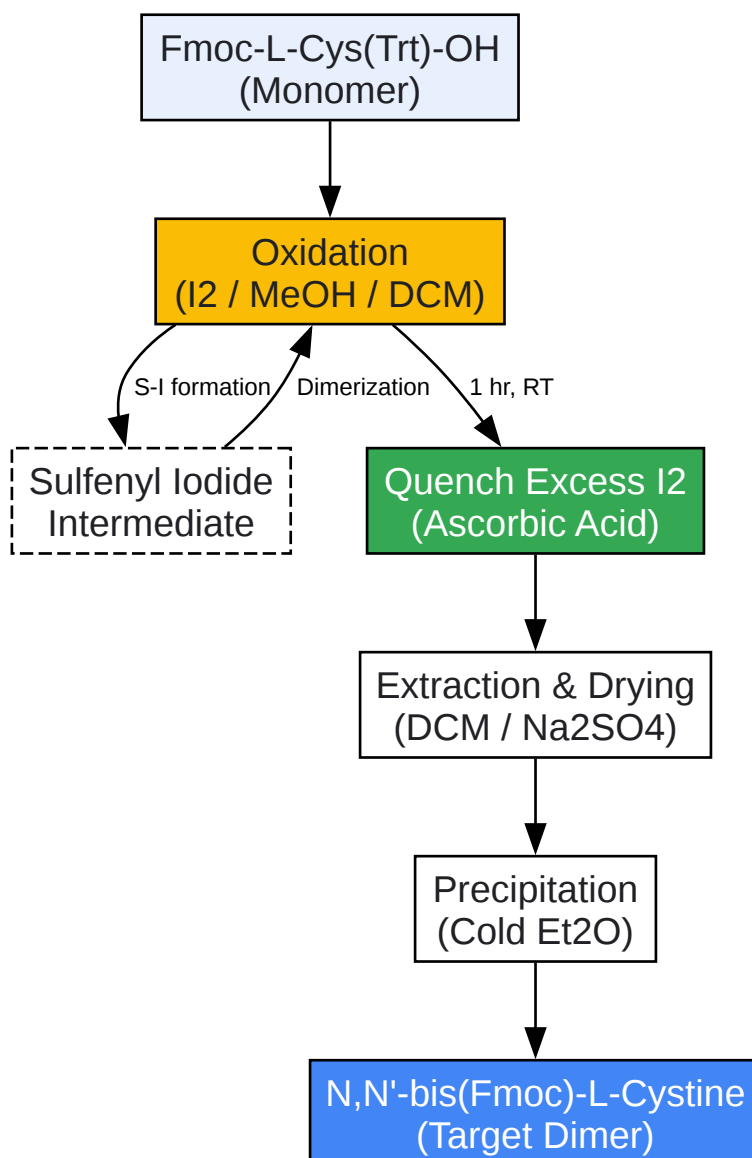 Fmoc-L-Cys(Trt)-OH
(Monomer)
Oxidation
(I2 / MeOH / DCM)
S-I formation
Dimerization
1 hr, RT
Sulfenyl Iodide
Intermediate
Quench Excess I2
(Ascorbic Acid)
Extraction & Drying
(DCM / Na2SO4)
Precipitation
(Cold Et2O)
N,N'-bis(Fmoc)-L-Cystine
(Target Dimer)